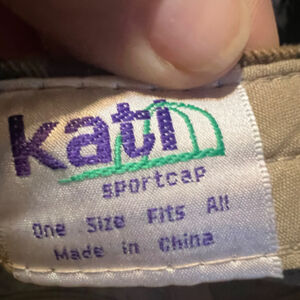 kati
sportcap
One Size Fits All
Made in China